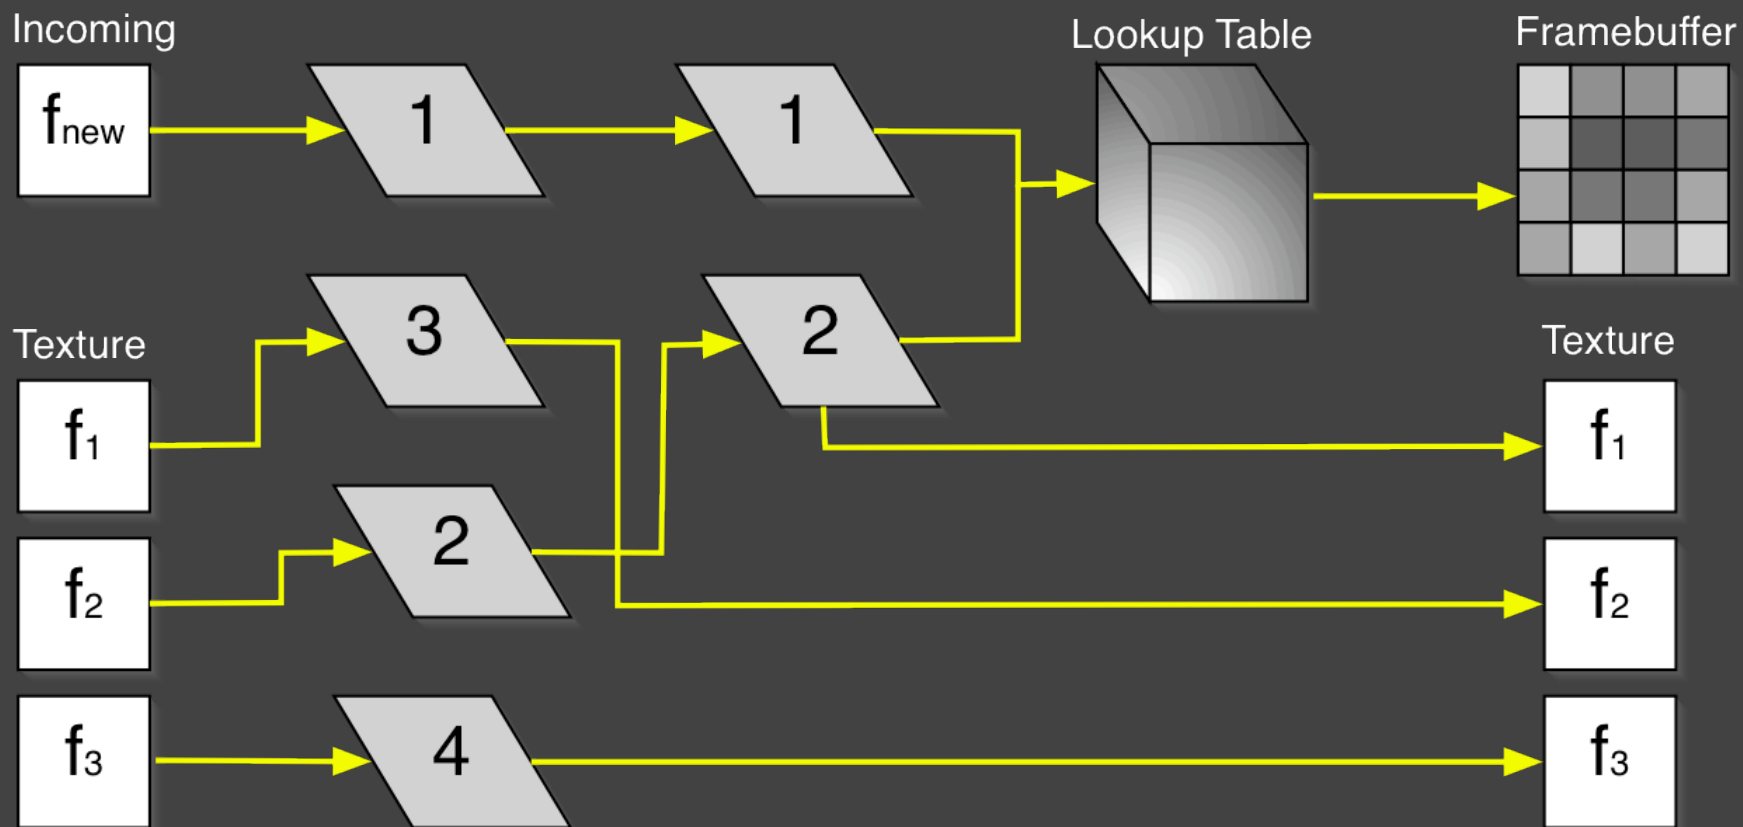 Incoming
Lookup Table
Framebuffer
fnew
1
1
3
2
Texture
Texture
f1
f1
2
f2
f2
4
f3
f3